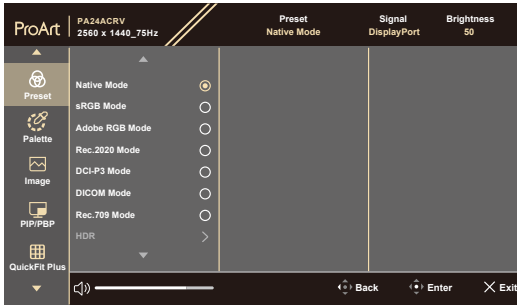 ProArt
PA24ACRV
2560 x 1440_75Hz
Preset
Native Mode
Signal
DisplayPort
Brightness
50
Preset
Palette
Image
PIP/PBP
QuickFit Plus
Native Mode
sRGB Mode
Adobe RGB Mode
Rec.2020 Mode
DCI-P3 Mode
DICOM Mode
Rec.709 Mode
HDR
Back
Enter
Exit